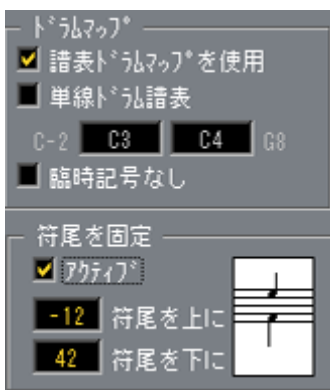 ﾄﾞﾗﾑﾏｯﾌﾟ
譜表ﾄﾞﾗﾑﾏｯﾌﾟを使用
単線ﾄﾞﾗﾑ譜表
C-2 C3 C4 G8
臨時記号なし
符尾を固定
ｱｸﾃｨﾌﾞ
-12 符尾を上に
42 符尾を下に